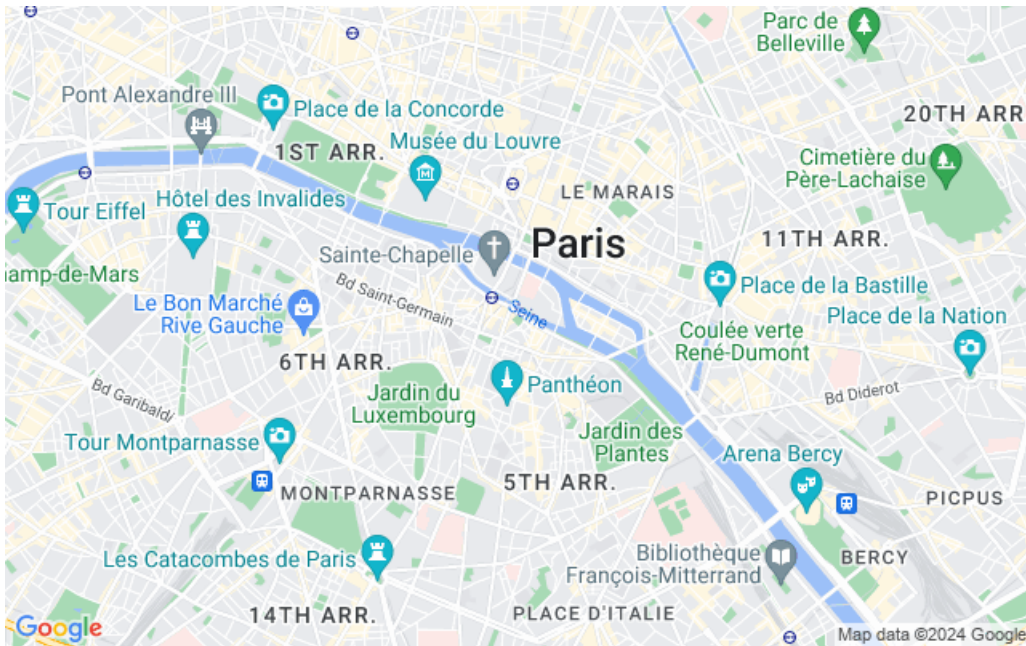 Parc de
Belleville
Pont Alexandre III
Place de la Concorde
20TH ARR
1ST ARR.
Musée du Louvre
Cimetière du
Père-Lachaise
LE MARAIS
Hôtel des Invalides
Tour Eiffel
Paris
11TH ARR.
Sainte-Chapelle
amp-de-Mars
Bd Saint-Germain
Place de la Bastille
Le Bon Marché
Rive Gauche
Seine
Place de la Nation
Coulée verte
René-Dumont
6TH ARR.
Panthéon
Jardin du
Luxembourg
Bd Garibaldi
Bd Diderot
Tour Montparnasse
Jardin des
Plantes
Arena Bercy
5TH ARR.
MONTPARNASSE
PICPUS
Les Catacombes de Paris
Bibliothèque
François-Mitterrand
BERCY
14TH ARR.
PLACE D'ITALIE
Google
Map data ©2024 Google